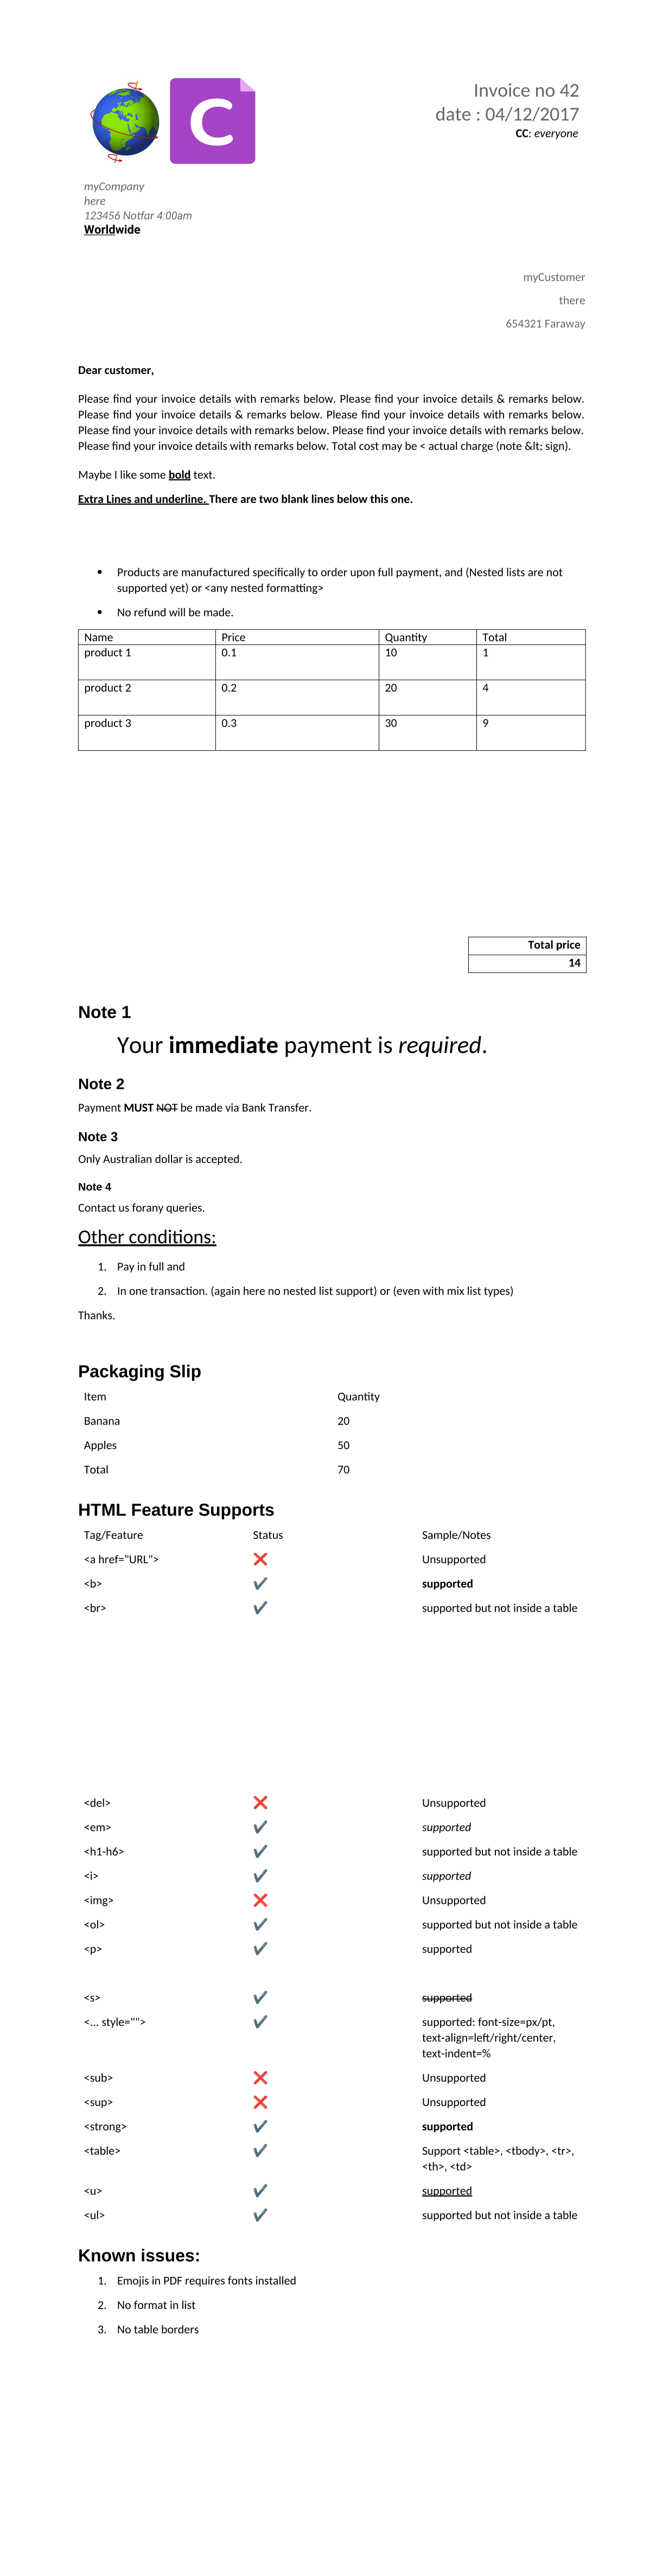 C
Invoice no 42
date : 04/12/2017
CC: everyone
myCompany
here
123456 Notfar 4:00am
Worldwide
myCustomer
there
654321 Faraway
Dear customer,
Please find your invoice details with remarks below. Please find your invoice details & remarks below.
Please find your invoice details & remarks below. Please find your invoice details with remarks below.
Please find your invoice details with remarks below. Please find your invoice details with remarks below.
Please find your invoice details with remarks below. Total cost may be < actual charge (note &lt; sign).
Maybe I like some bold text.
Extra Lines and underline. There are two blank lines below this one.
• Products are manufactured specifically to order upon full payment, and (Nested lists are not
supported yet) or <any nested formatting>
• No refund will be made.
Name Price Quantity Total
product 1 0.1 10 1
product 2 0.2 20 4
product 3 0.3 30 9
Total price
14
Note 1
Your immediate payment is required.
Note 2
Payment MUST NOT be made via Bank Transfer.
Note 3
Only Australian dollar is accepted.
Note 4
Contact us forany queries.
Other conditions:
1. Pay in full and
2. In one transaction. (again here no nested list support) or (even with mix list types)
Thanks.
Packaging Slip
Item Quantity
Banana 20
Apples 50
Total 70
HTML Feature Supports
Tag/Feature Status Sample/Notes
<a href="URL"> ❌ Unsupported
<b> ✔ supported
<br> ✔ supported but not inside a table
<del> ❌ Unsupported
<em> ✔ supported
<h1-h6> ✔ supported but not inside a table
<i> ✔ supported
<img> ❌ Unsupported
<ol> ✔ supported but not inside a table
<p> ✔ supported
<s> ✔ supported
<... style=""> ✔ supported: font-size=px/pt,
text-align=left/right/center,
text-indent=%
<sub> ❌ Unsupported
<sup> ❌ Unsupported
<strong> ✔ supported
<table> ✔ Support <table>, <tbody>, <tr>,
<th>, <td>
<u> ✔ supported
<ul> ✔ supported but not inside a table
Known issues:
1. Emojis in PDF requires fonts installed
2. No format in list
3. No table borders